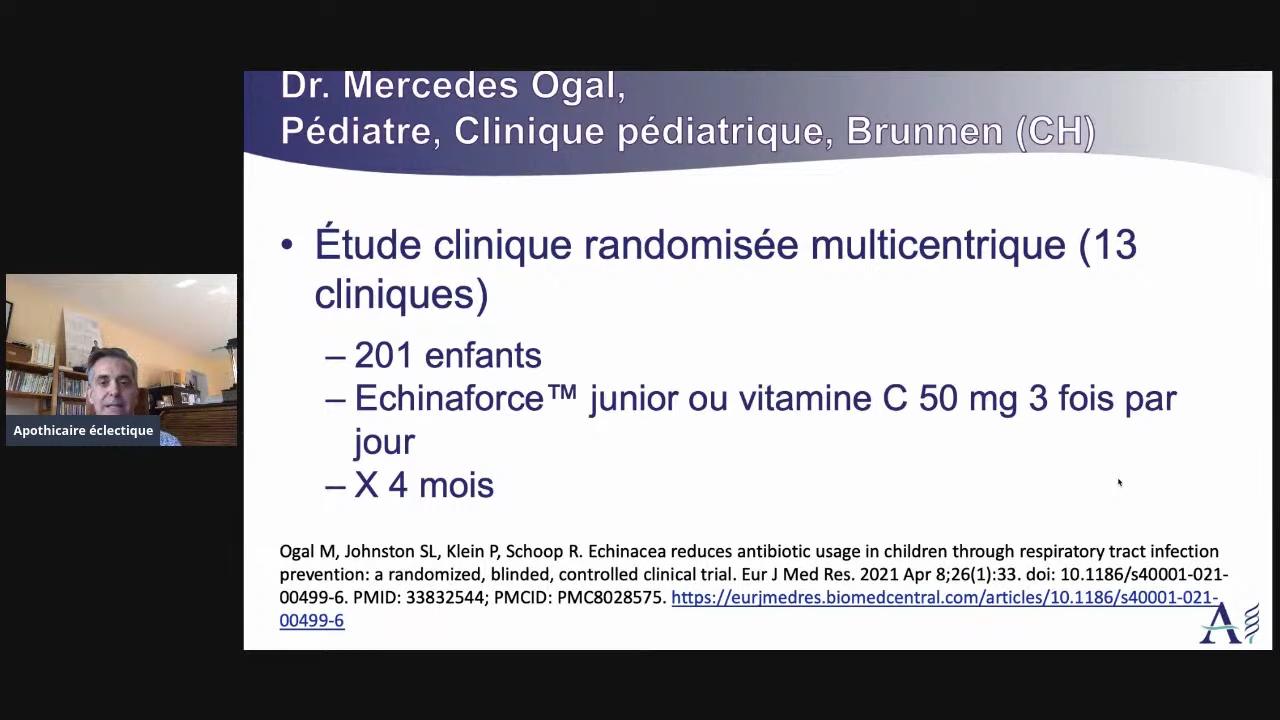 Dr. Mercedes Ogal,
Pédiatre, Clinique pédiatrique, Brunnen (CH)
• Étude clinique randomisée multicentrique (13
cliniques)
– 201 enfants
– Echinaforce™ junior ou vitamine C 50 mg 3 fois par
jour
– X 4 mois
Apothicaire éclectique
Ogal M, Johnston SL, Klein P, Schoop R. Echinacea reduces antibiotic usage in children through respiratory tract infection
prevention: a randomized, blinded, controlled clinical trial. Eur J Med Res. 2021 Apr 8;26(1):33. doi: 10.1186/s40001-021-
00499-6. PMID: 33832544; PMCID: PMC8028575. https://eurjmedres.biomedcentral.com/articles/10.1186/s40001-021-
00499-6
A